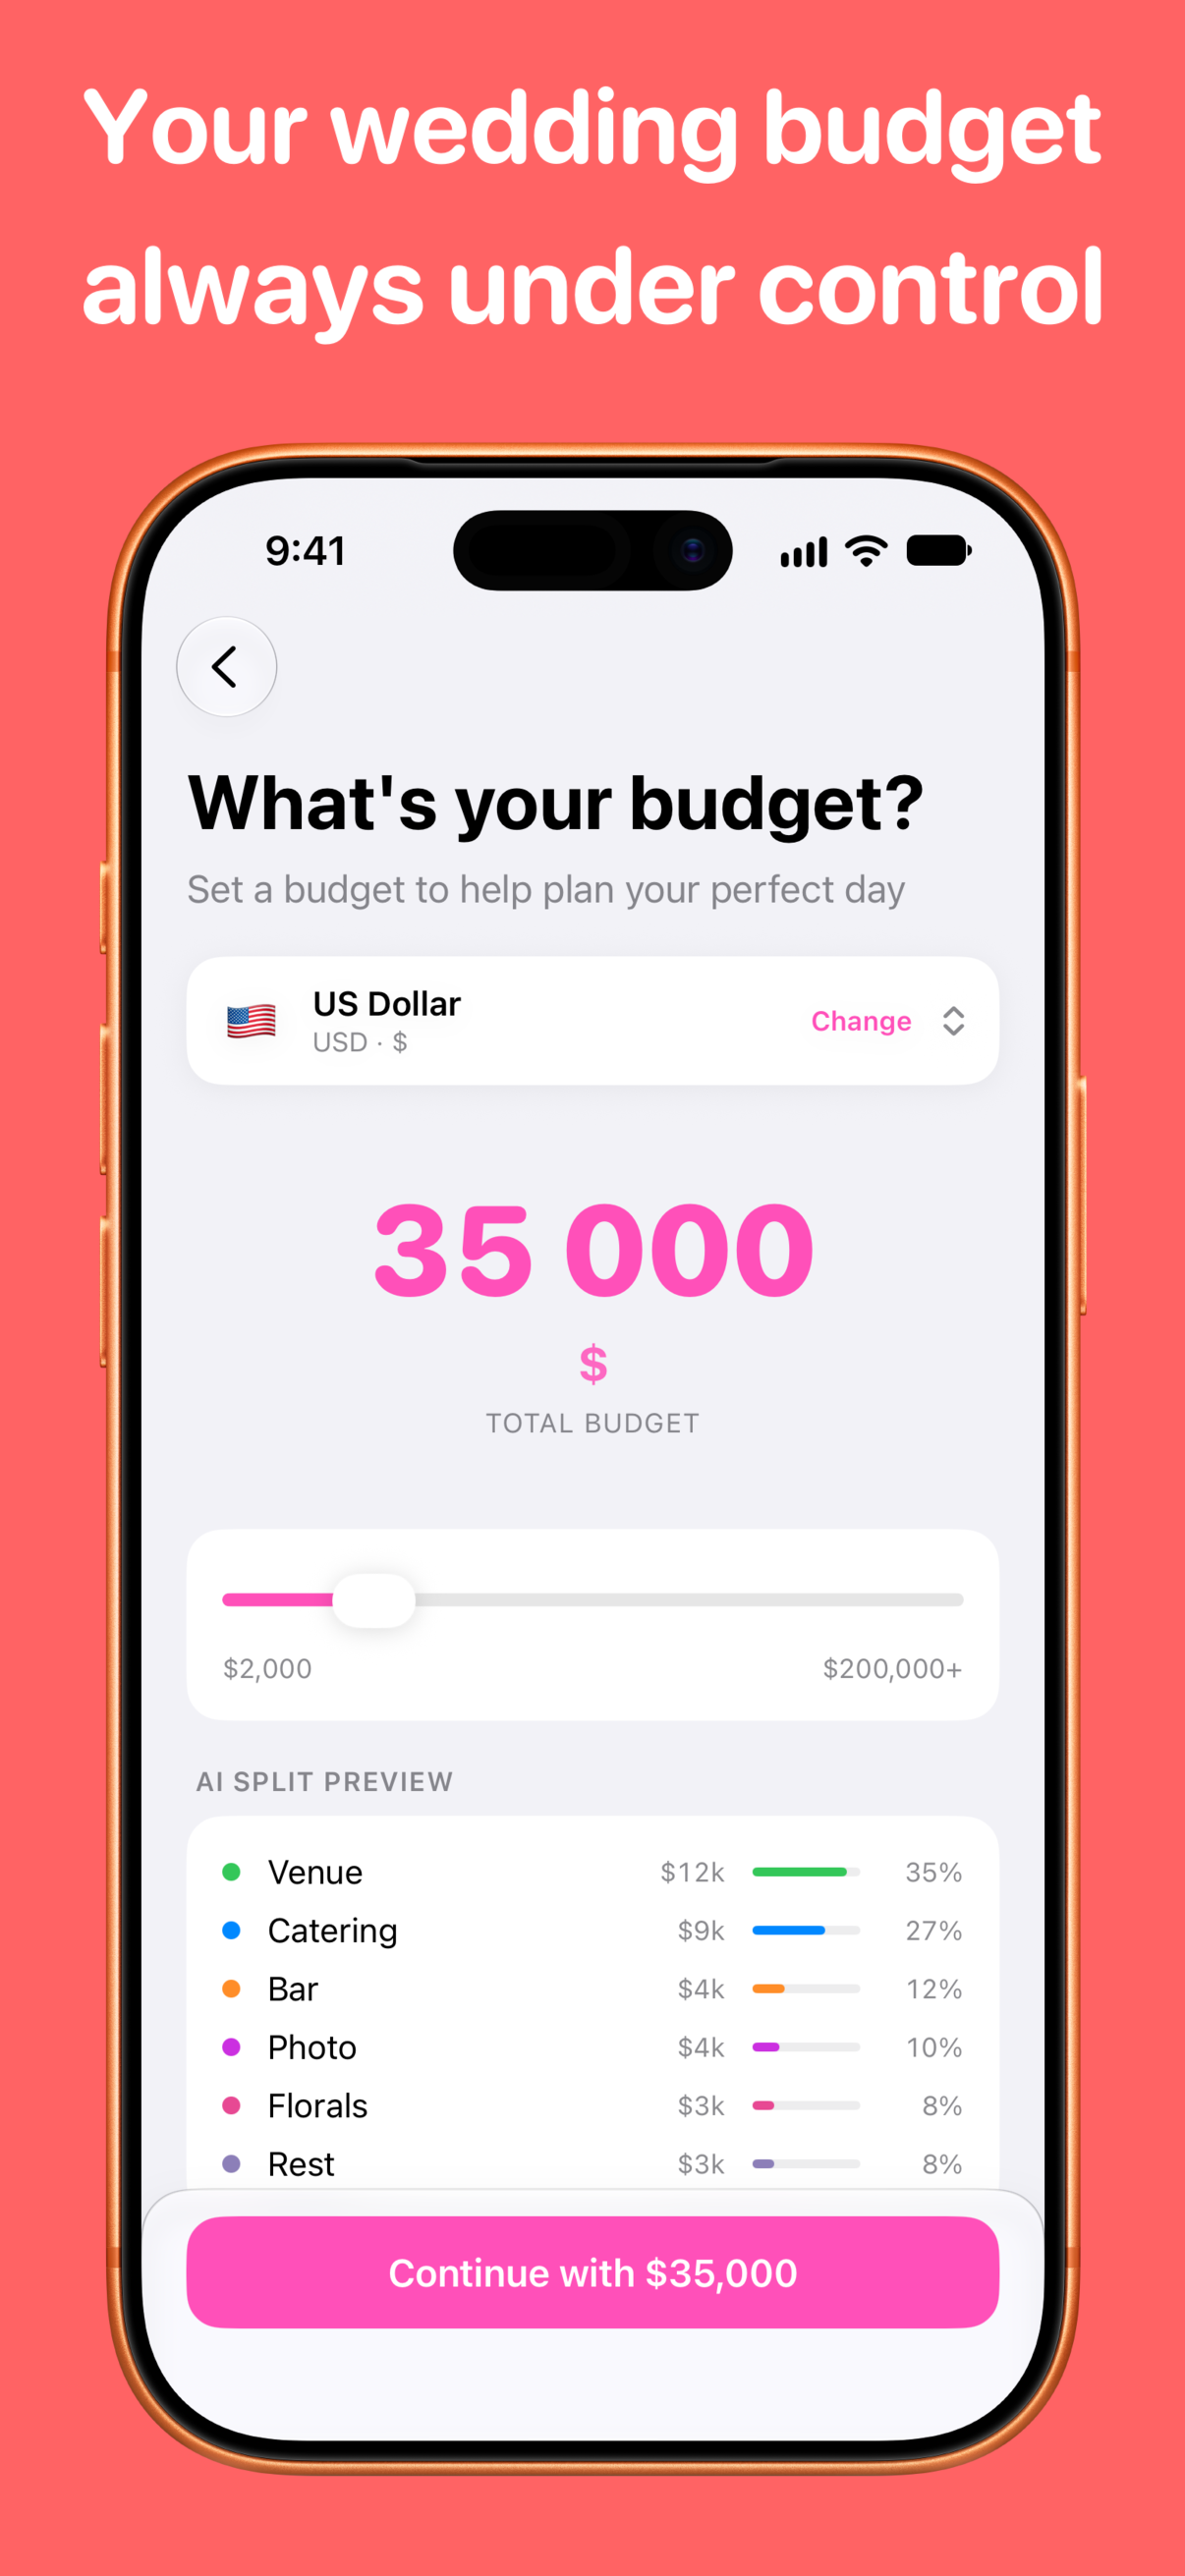 Your wedding budget
always under control
9:41
What's your budget?
Set a budget to help plan your perfect day
US Dollar
USD · $
Change
35 000
$
TOTAL BUDGET
$2,000 $200,000+
AI SPLIT PREVIEW
Venue $12k 35%
Catering $9k 27%
Bar $4k 12%
Photo $4k 10%
Florals $3k 8%
Rest $3k 8%
Continue with $35,000